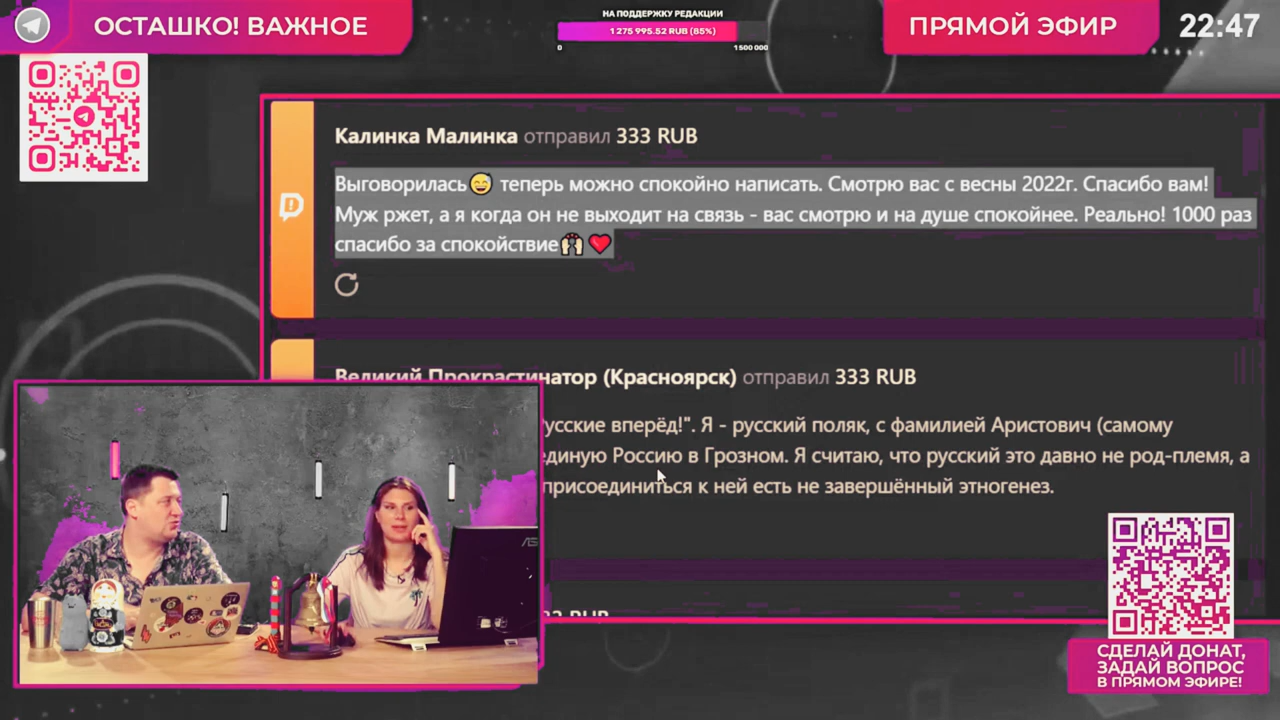 ОСТАШКО! ВАЖНОЕ
НА ПОДДЕРЖКУ РЕДАКЦИИ
1 275 995.52 RUB (85%)
0
1 500 000
ПРЯМОЙ ЭФИР
22:47
Калинка Малинка отправил 333 RUB
Выговорилась😅 теперь можно спокойно написать. Смотрю вас с весны 2022г. Спасибо вам!
Муж ржет, а я когда он не выходит на связь - вас смотрю и на душе спокойнее. Реально! 1000 раз
спасибо за спокойствие🙌❤️
Великий Прокрастинатор (Красноярск) отправил 333 RUB
усские вперёд!". Я - русский поляк, с фамилией Аристович (самому
единую Россию в Грозном. Я считаю, что русский это давно не род-племя, а
присоединиться к ней есть не завершённый этногенез.
RUB
СДЕЛАЙ ДОНАТ,
ЗАДАЙ ВОПРОС
В ПРЯМОМ ЭФИРЕ!